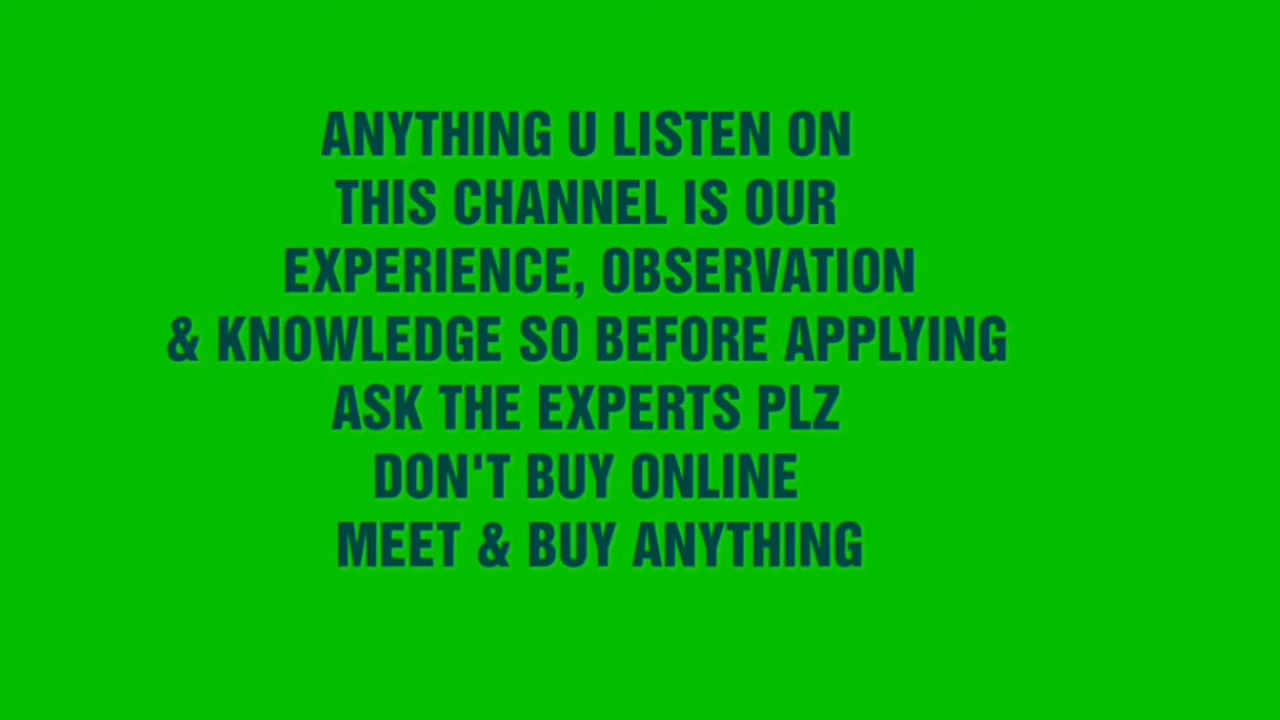 ANYTHING U LISTEN ON
THIS CHANNEL IS OUR
EXPERIENCE, OBSERVATION
& KNOWLEDGE SO BEFORE APPLYING
ASK THE EXPERTS PLZ
DON'T BUY ONLINE
MEET & BUY ANYTHING